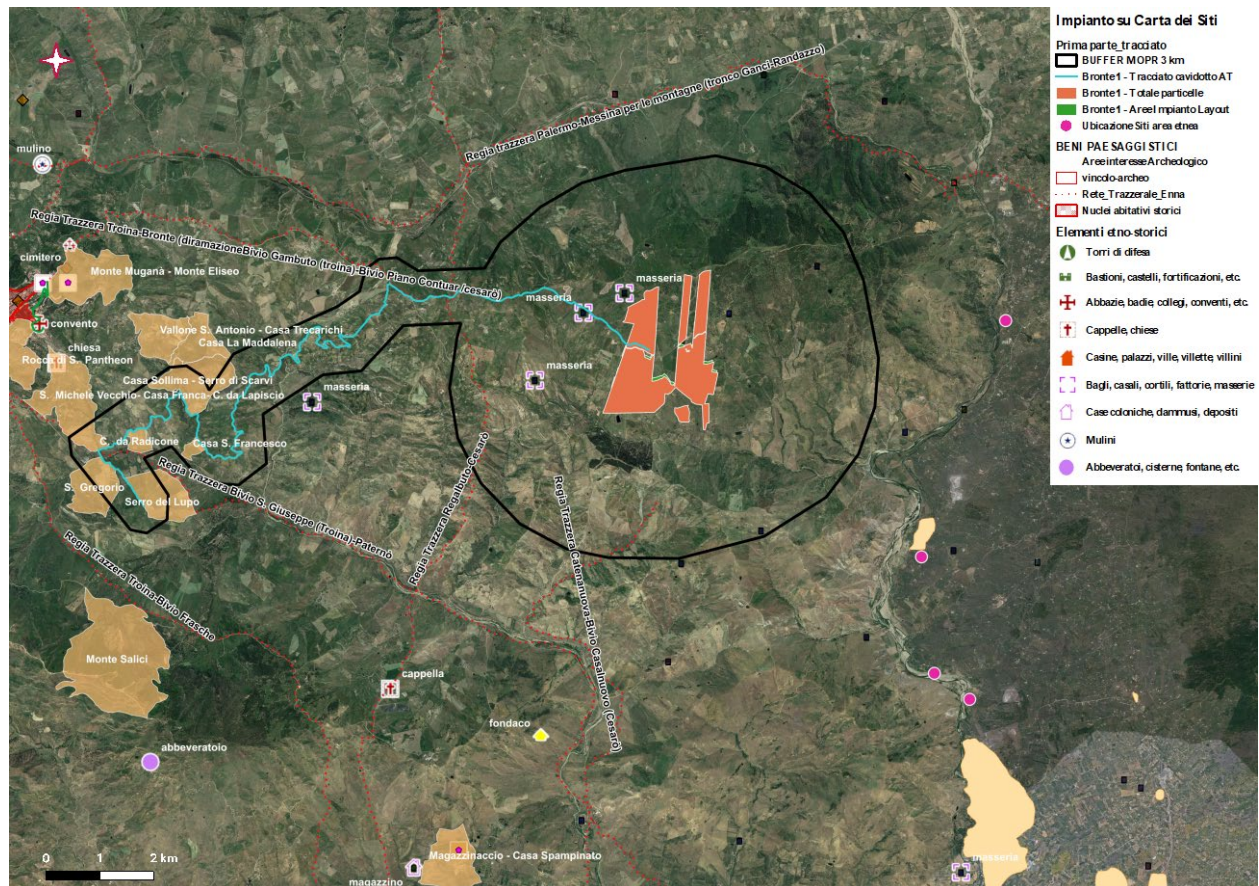 Impianto su Carta dei Siti
Prima parte_tracciato
BUFFER MOPR 3 km
Bronte1 - Tracciato cavidotto AT
Bronte1 - Totale particelle
Bronte1 - Aree Impianto Layout
Ubicazione Siti area etnea
BENI PAESAGGISTICI
Aree interesse Archeologico
vincolo-archeo
Rete_Trazzerale_Enna
Nuclei abitativi storici
Elementi etno-storici
Torri di difesa
Bastioni, castelli, fortificazioni, etc.
Abbazie, badie, collegi, conventi, etc.
Cappelle, chiese
Casine, palazzi, ville, villette, villini
Bagli, casali, cortili, fattorie, masserie
Case coloniche, dammusi, depositi
Mulini
Abbeveratoi, cisterne, fontane, etc.
Regia trazzera Palermo-Messina per le montagne (tronco Ganci-Randazzo)
mulino
Regia Trazzera Troina-Bronte (diramazioneBivio Gambuto (troina)-Bivio Piano Contuar /cesarò)
cimitero
Monte Muganà - Monte Eliseo
masseria
masseria
convento
Vallone S. Antonio - Casa Trecarichi
Casa La Maddalena
chiesa
Rocca di S. Pantheon
Casa Sollima - Serro di Scarvi
masseria
masseria
S. Michele Vecchio- Casa Franca- C. da Lapisciò
C. da Radicone
Casa S. Francesco
S. Gregorio
Serro del Lupo
Regia Trazzera Bivio S. Giuseppe (Troina)-Paternò
Regia Trazzera Regalbuto-Cesarò
Regia Trazzera Catenanuova-Bivio Casalnuovo (Cesarò)
Regia Trazzera Troina-Bivio Frasche
Monte Salici
cappella
fondaco
abbeveratoio
Magazzinaccio - Casa Spampinato
magazzino
masseria
0 1 2 km